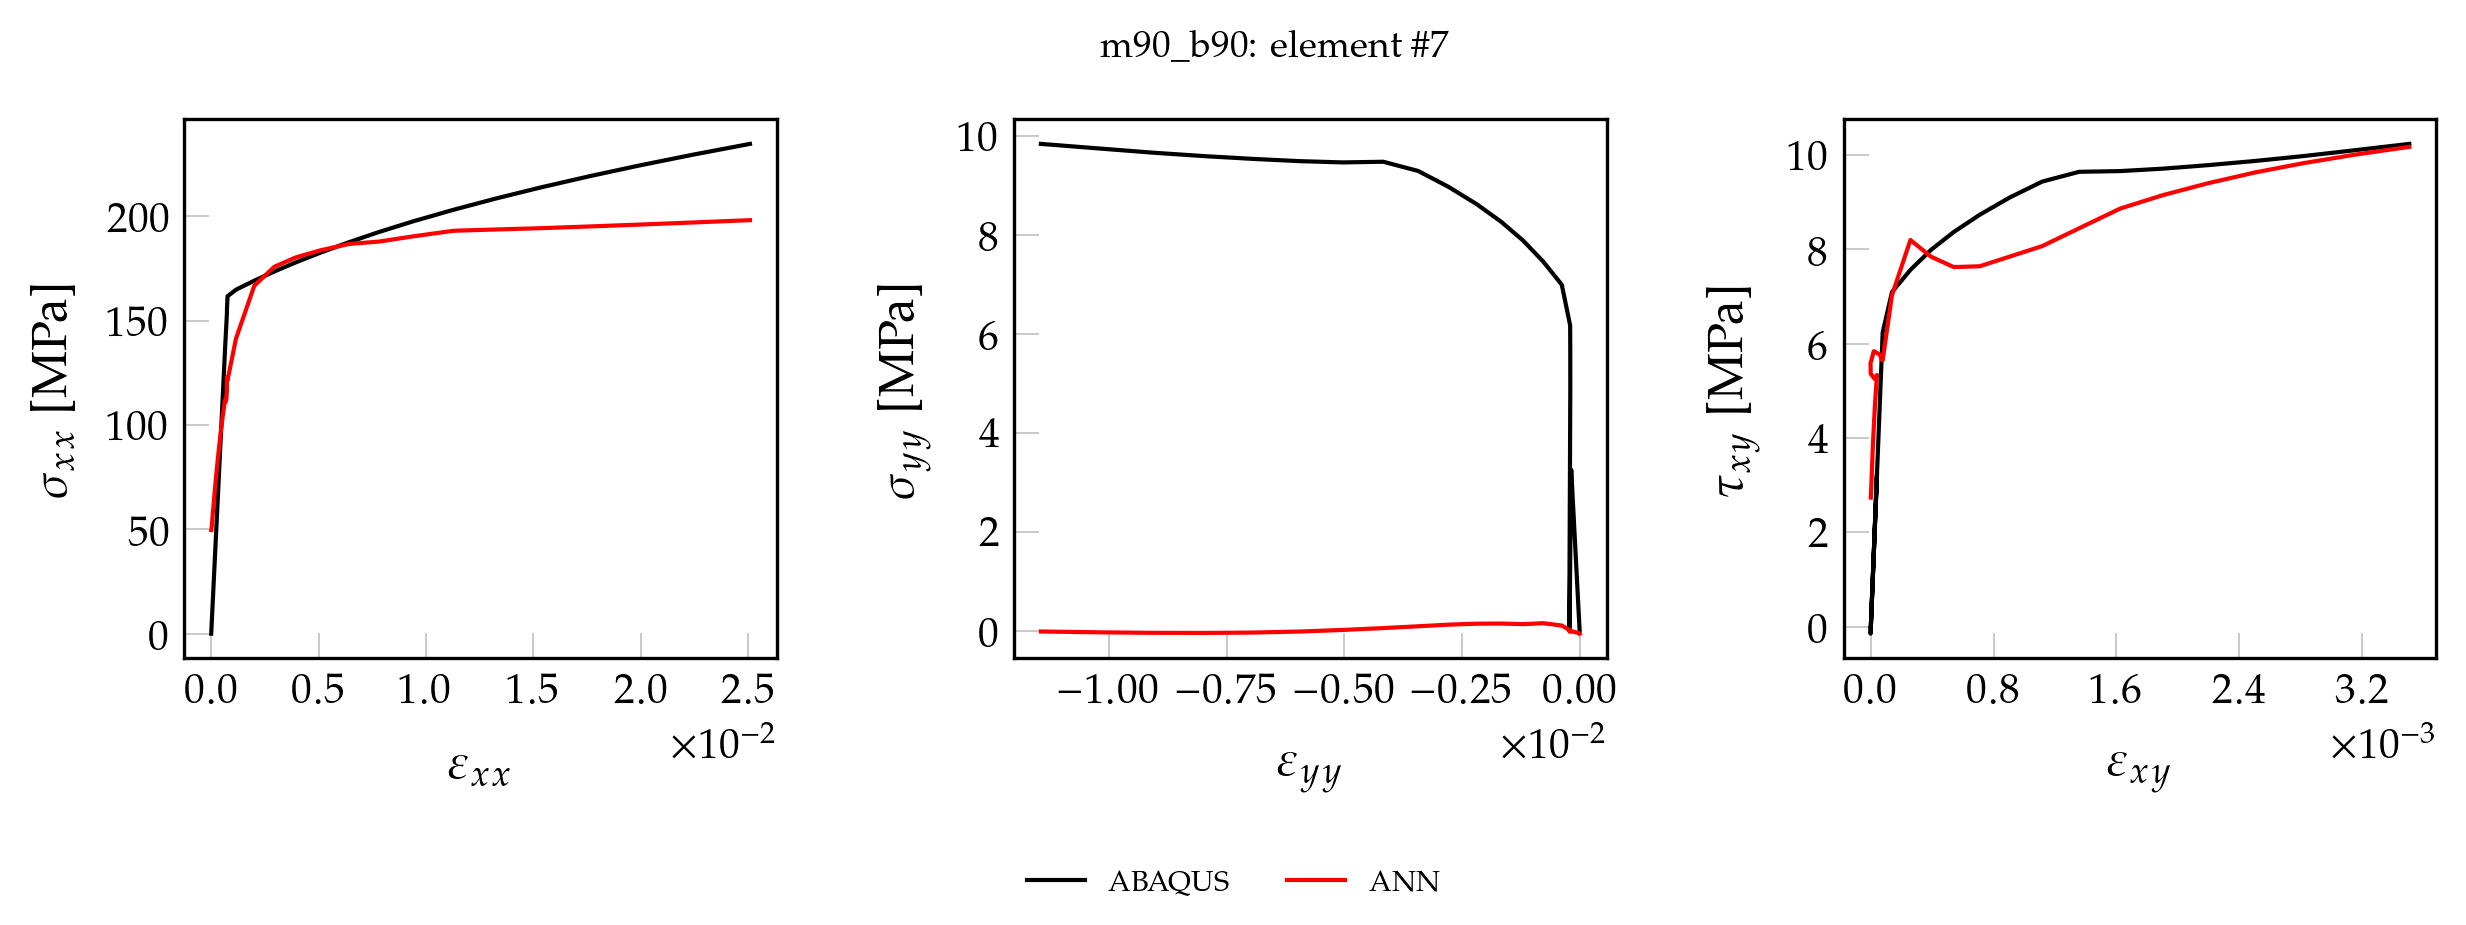 m90_b90: element #7
σxx [MPa]
200
150
100
50
0
0.0 0.5 1.0 1.5 2.0 2.5
×10−2
εxx
σyy [MPa]
10
8
6
4
2
0
−1.00 −0.75 −0.50 −0.25 0.00
×10−2
εyy
τxy [MPa]
10
8
6
4
2
0
0.0 0.8 1.6 2.4 3.2
×10−3
εxy
ABAQUS ANN